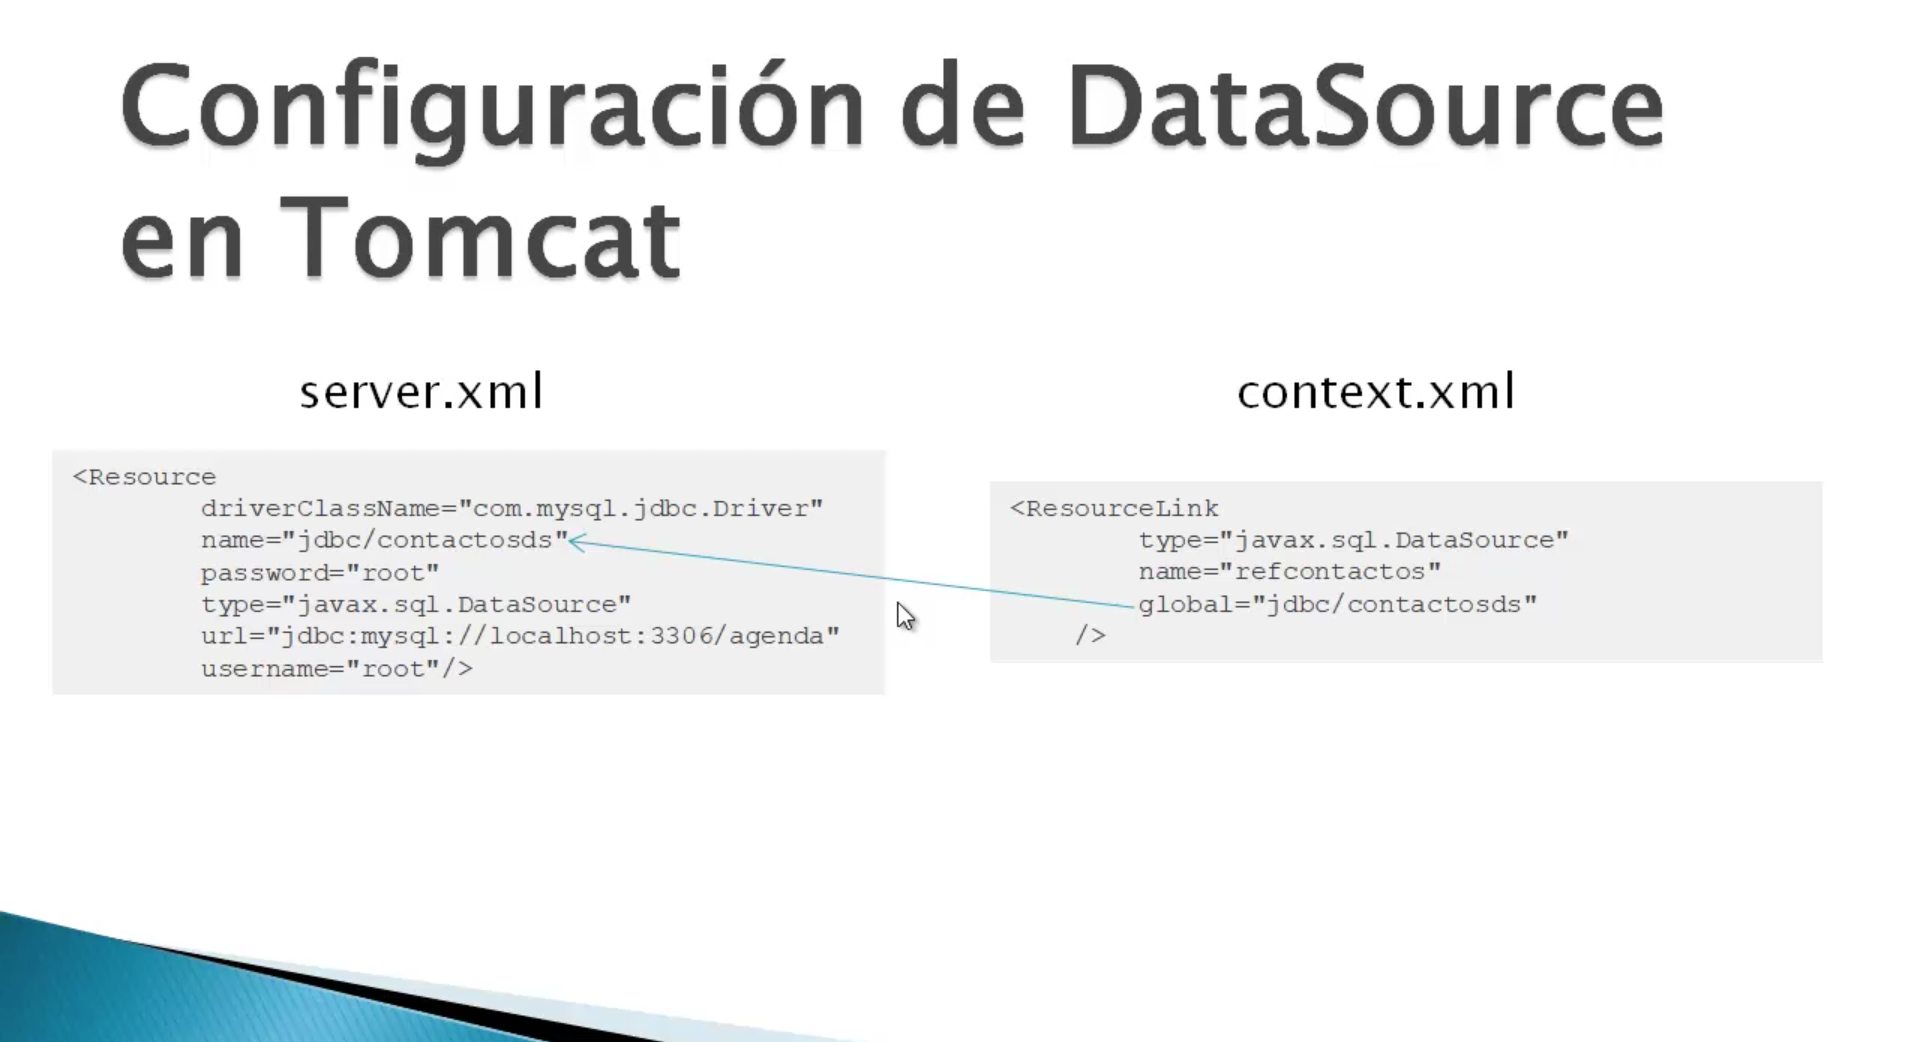 Configuración de DataSource
en Tomcat
server.xml
<Resource
driverClassName="com.mysql.jdbc.Driver"
name="jdbc/contactosds"
password="root"
type="javax.sql.DataSource"
url="jdbc:mysql://localhost:3306/agenda"
username="root"/>
context.xml
<ResourceLink
type="javax.sql.DataSource"
name="refcontactos"
global="jdbc/contactosds"
/>